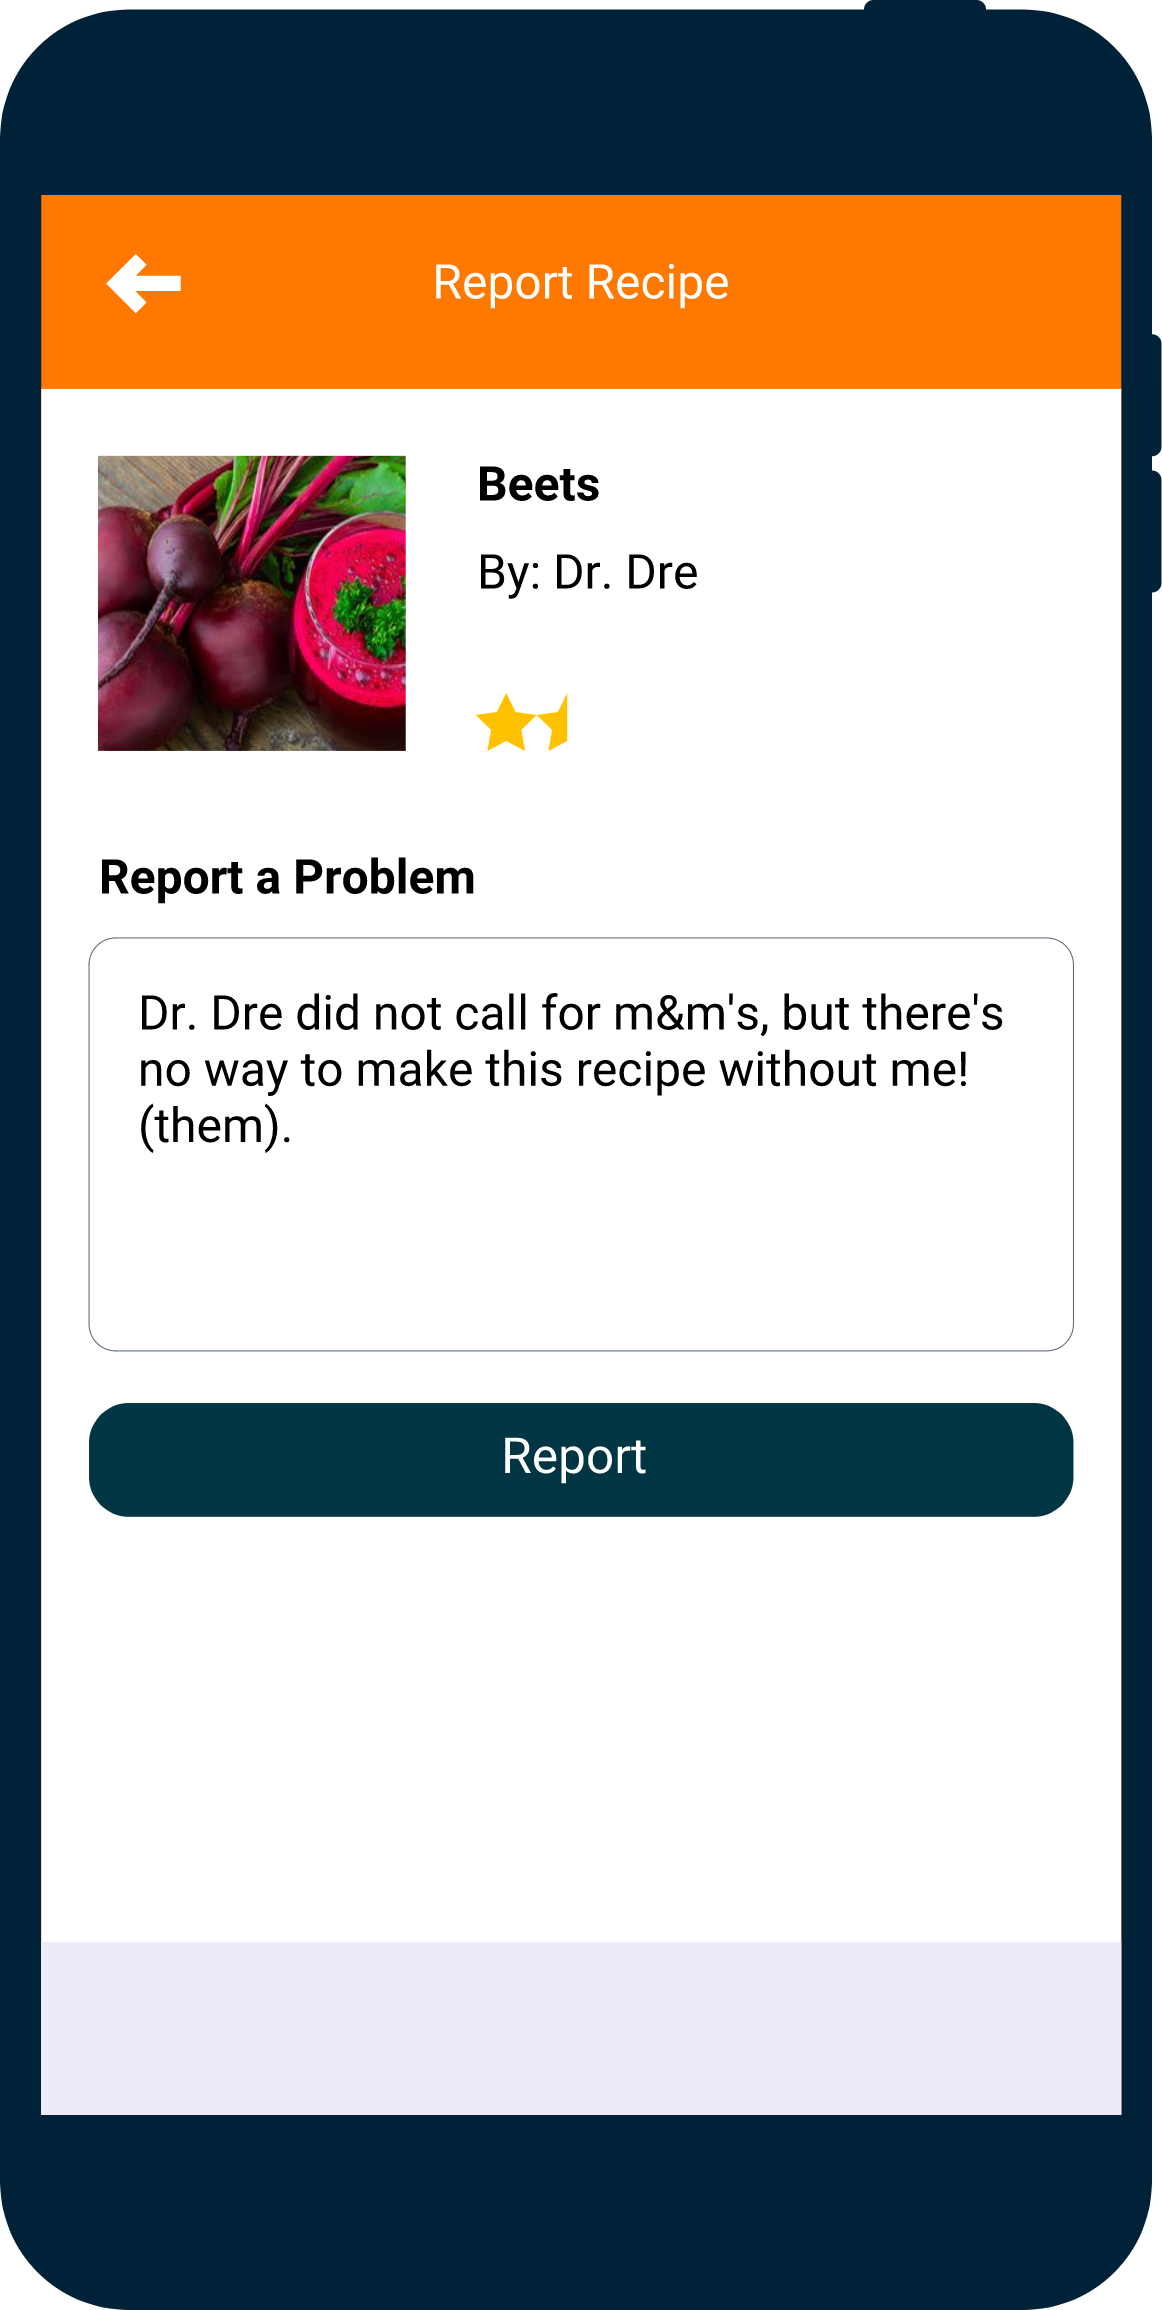 Report Recipe
Beets
By: Dr. Dre
Report a Problem
Dr. Dre did not call for m&m's, but there's
no way to make this recipe without me!
(them).
Report